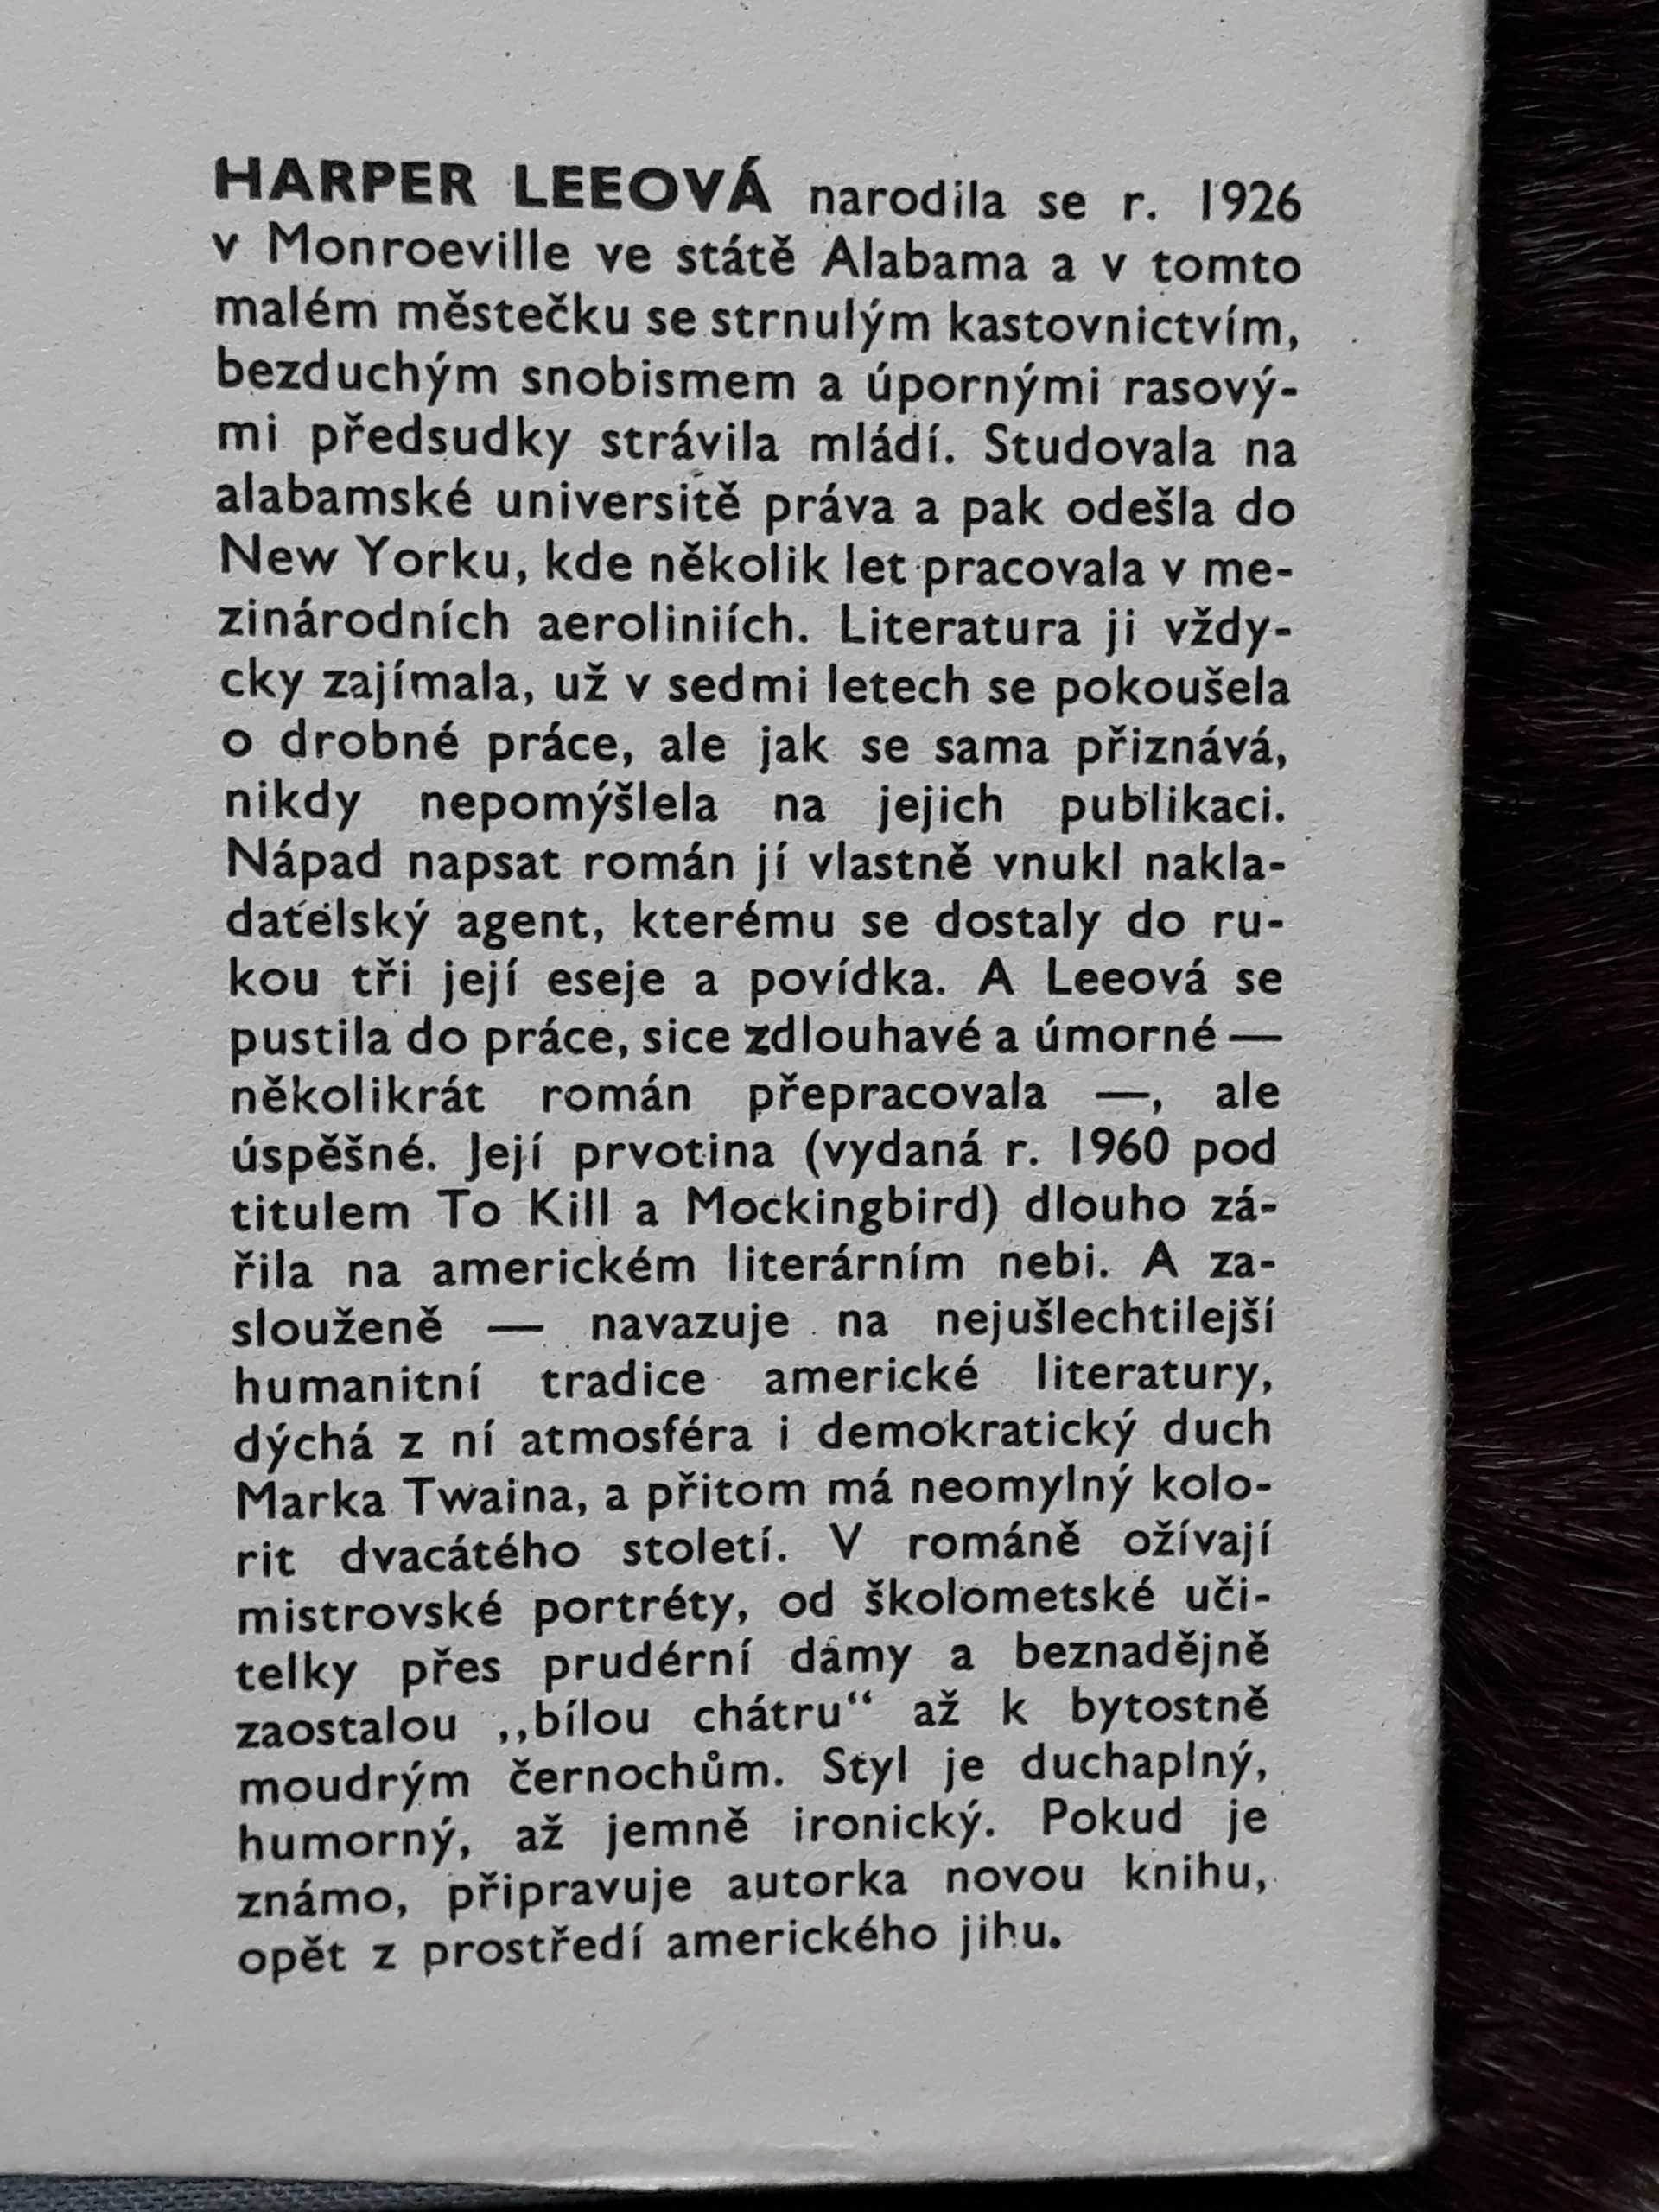 HARPER LEEOVÁ narodila se r. 1926
v Monroeville ve státě Alabama a v tomto
malém městečku se strnulým kastovnictvím,
bezduchým snobismem a úpornými rasový-
mi předsudky strávila mládí. Studovala na
alabamské universitě práva a pak odešla do
New Yorku, kde několik let pracovala v me-
zinárodních aeroliniích. Literatura ji vždy-
cky zajímala, už v sedmi letech se pokoušela
o drobné práce, ale jak se sama přiznává,
nikdy nepomýšlela na jejich publikaci.
Nápad napsat román jí vlastně vnukl nakla-
datelský agent, kterému se dostaly do ru-
kou tři její eseje a povídka. A Leeová se
pustila do práce, sice zdlouhavé a úmorné —
několikrát román přepracovala —, ale
úspěšné. Její prvotina (vydaná r. 1960 pod
titulem To Kill a Mockingbird) dlouho zá-
řila na americkém literárním nebi. A za-
slouženě — navazuje na nejušlechtilejší
humanitní tradice americké literatury,
dýchá z ní atmosféra i demokratický duch
Marka Twaina, a přitom má neomylný kolo-
rit dvacátého století. V románě ožívají
mistrovské portréty, od školometské uči-
telky přes prudérní dámy a beznadějně
zaostalou „bílou chátru“ až k bytostně
moudrým černochům. Styl je duchaplný,
humorný, až jemně ironický. Pokud je
známo, připravuje autorka novou knihu,
opět z prostředí amerického jihu.